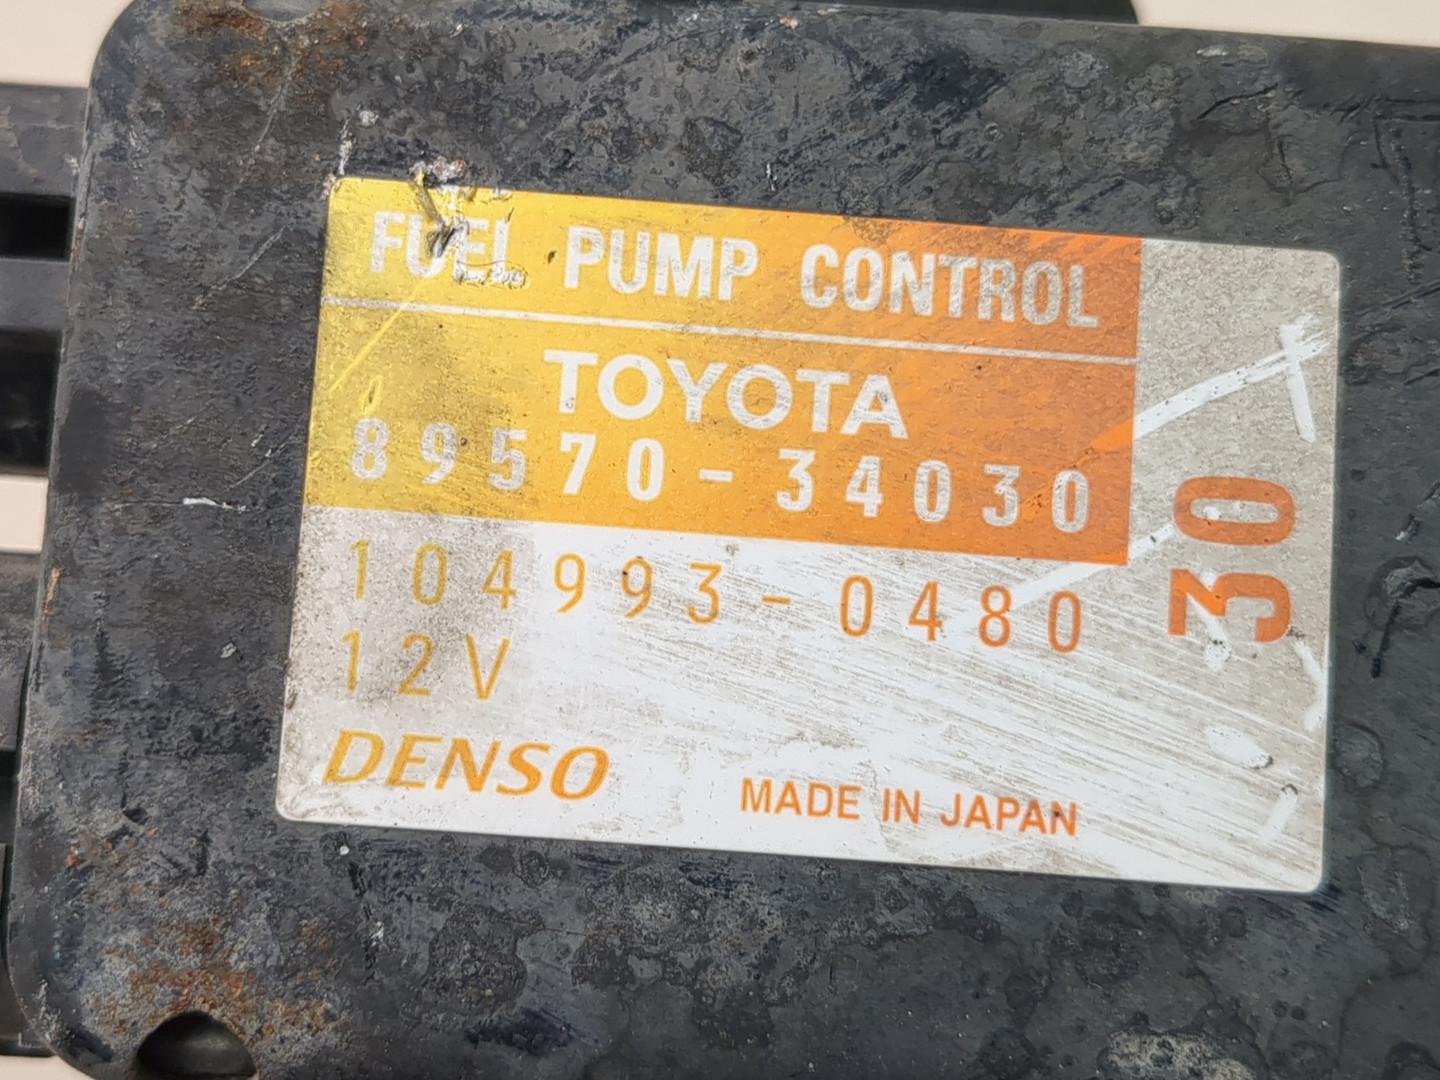 FUEL PUMP CONTROL
TOYOTA
89570-34030
104993-0480
12V
DENSO
MADE IN JAPAN
30